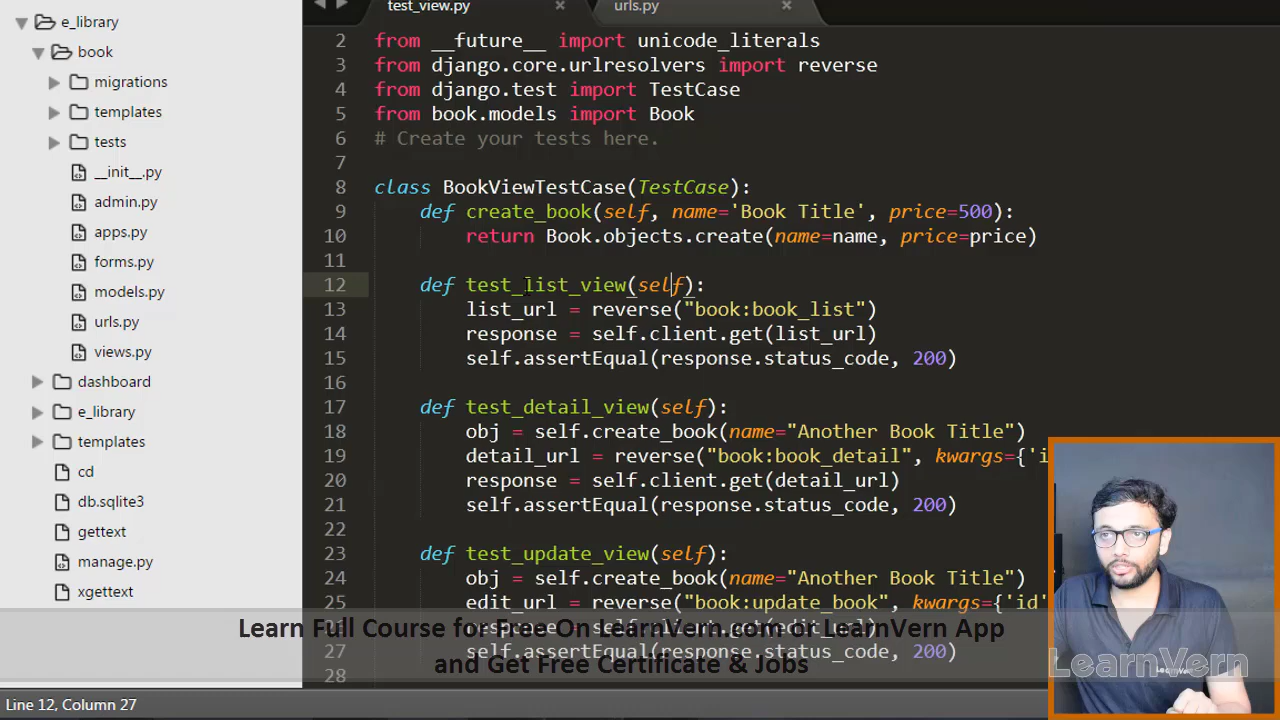 e_library
book
migrations
templates
tests
__init__.py
admin.py
apps.py
forms.py
models.py
urls.py
views.py
dashboard
e_library
templates
cd
db.sqlite3
gettext
manage.py
xgettext
test_view.py × urls.py ×
2 from __future__ import unicode_literals
3 from django.core.urlresolvers import reverse
4 from django.test import TestCase
5 from book.models import Book
6 # Create your tests here.
7
8 class BookViewTestCase(TestCase):
9 def create_book(self, name='Book Title', price=500):
10 return Book.objects.create(name=name, price=price)
11
12 def test_list_view(self):
13 list_url = reverse("book:book_list")
14 response = self.client.get(list_url)
15 self.assertEqual(response.status_code, 200)
16
17 def test_detail_view(self):
18 obj = self.create_book(name="Another Book Title")
19 detail_url = reverse("book:book_detail", kwargs={'i
20 response = self.client.get(detail_url)
21 self.assertEqual(response.status_code, 200)
22
23 def test_update_view(self):
24 obj = self.create_book(name="Another Book Title")
25 edit_url = reverse("book:update_book", kwargs={'id'
26 response = self.client.get(edit_url)
27 self.assertEqual(response.status_code, 200)
28
Learn Full Course for Free On LearnVern.com or LearnVern App
and Get Free Certificate & Jobs
LearnVern
Line 12, Column 27